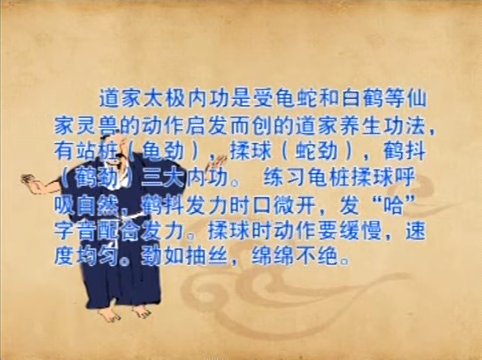 道家太极内功是受龟蛇和白鹤等仙
家灵兽的动作启发而创的道家养生功法，
有站桩（龟劲），揉球（蛇劲），鹤抖
（鹤劲）三大内功。 练习龟桩揉球呼
吸自然，鹤抖发力时口微开，发“哈”
字音配合发力。揉球时动作要缓慢，速
度均匀。劲如抽丝，绵绵不绝。